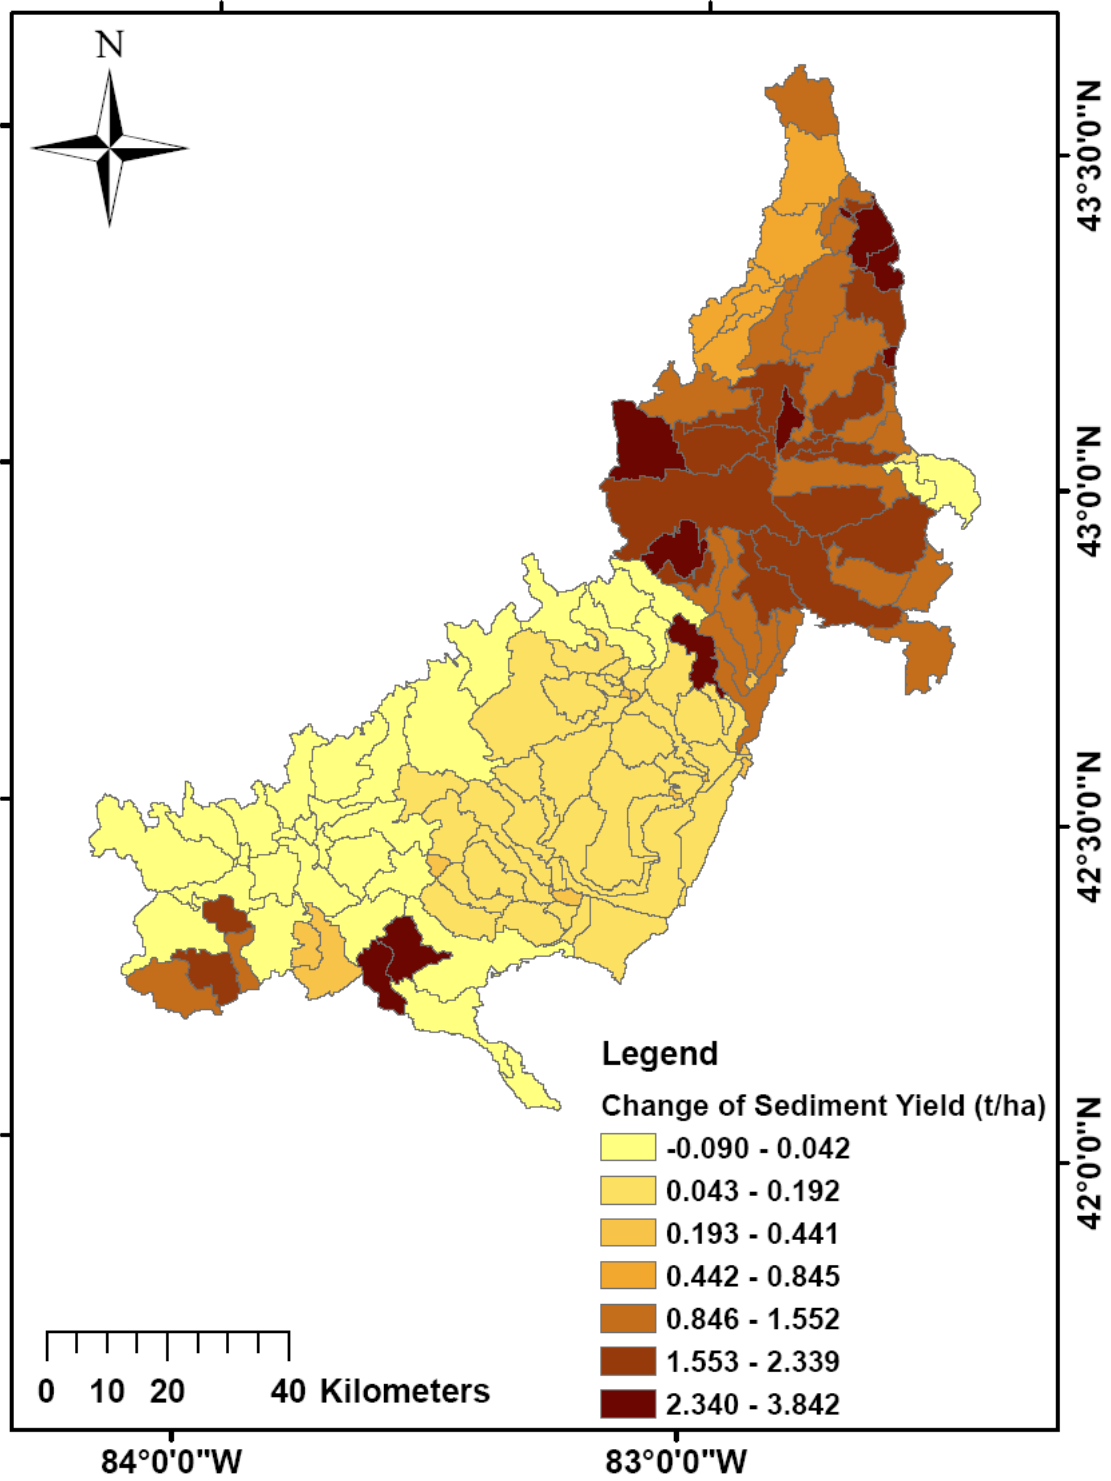 N
43°30'0"N
43°0'0"N
42°30'0"N
42°0'0"N
Legend
Change of Sediment Yield (t/ha)
-0.090 - 0.042
0.043 - 0.192
0.193 - 0.441
0.442 - 0.845
0.846 - 1.552
1.553 - 2.339
2.340 - 3.842
0 10 20 40 Kilometers
84°0'0"W 83°0'0"W